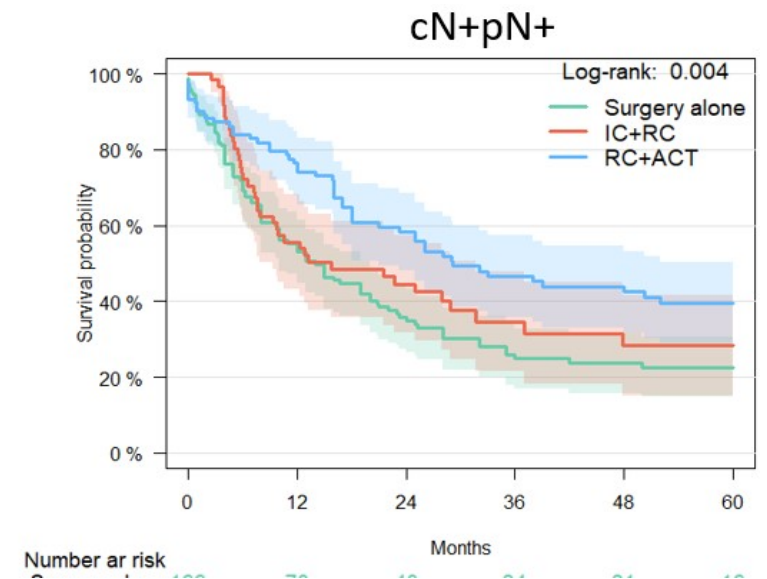 cN+pN+
Log-rank: 0.004
Surgery alone
IC+RC
RC+ACT
Survival probability
100 %
80 %
60 %
40 %
20 %
0 %
0 12 24 36 48 60
Months
Number ar risk